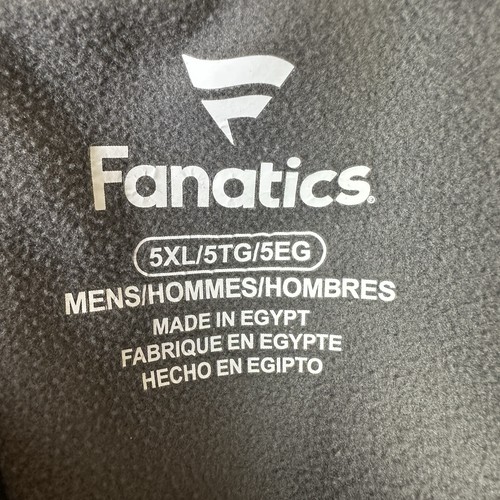 Fanatics®
5XL/5TG/5EG
MENS/HOMMES/HOMBRES
MADE IN EGYPT
FABRIQUE EN EGYPTE
HECHO EN EGIPTO